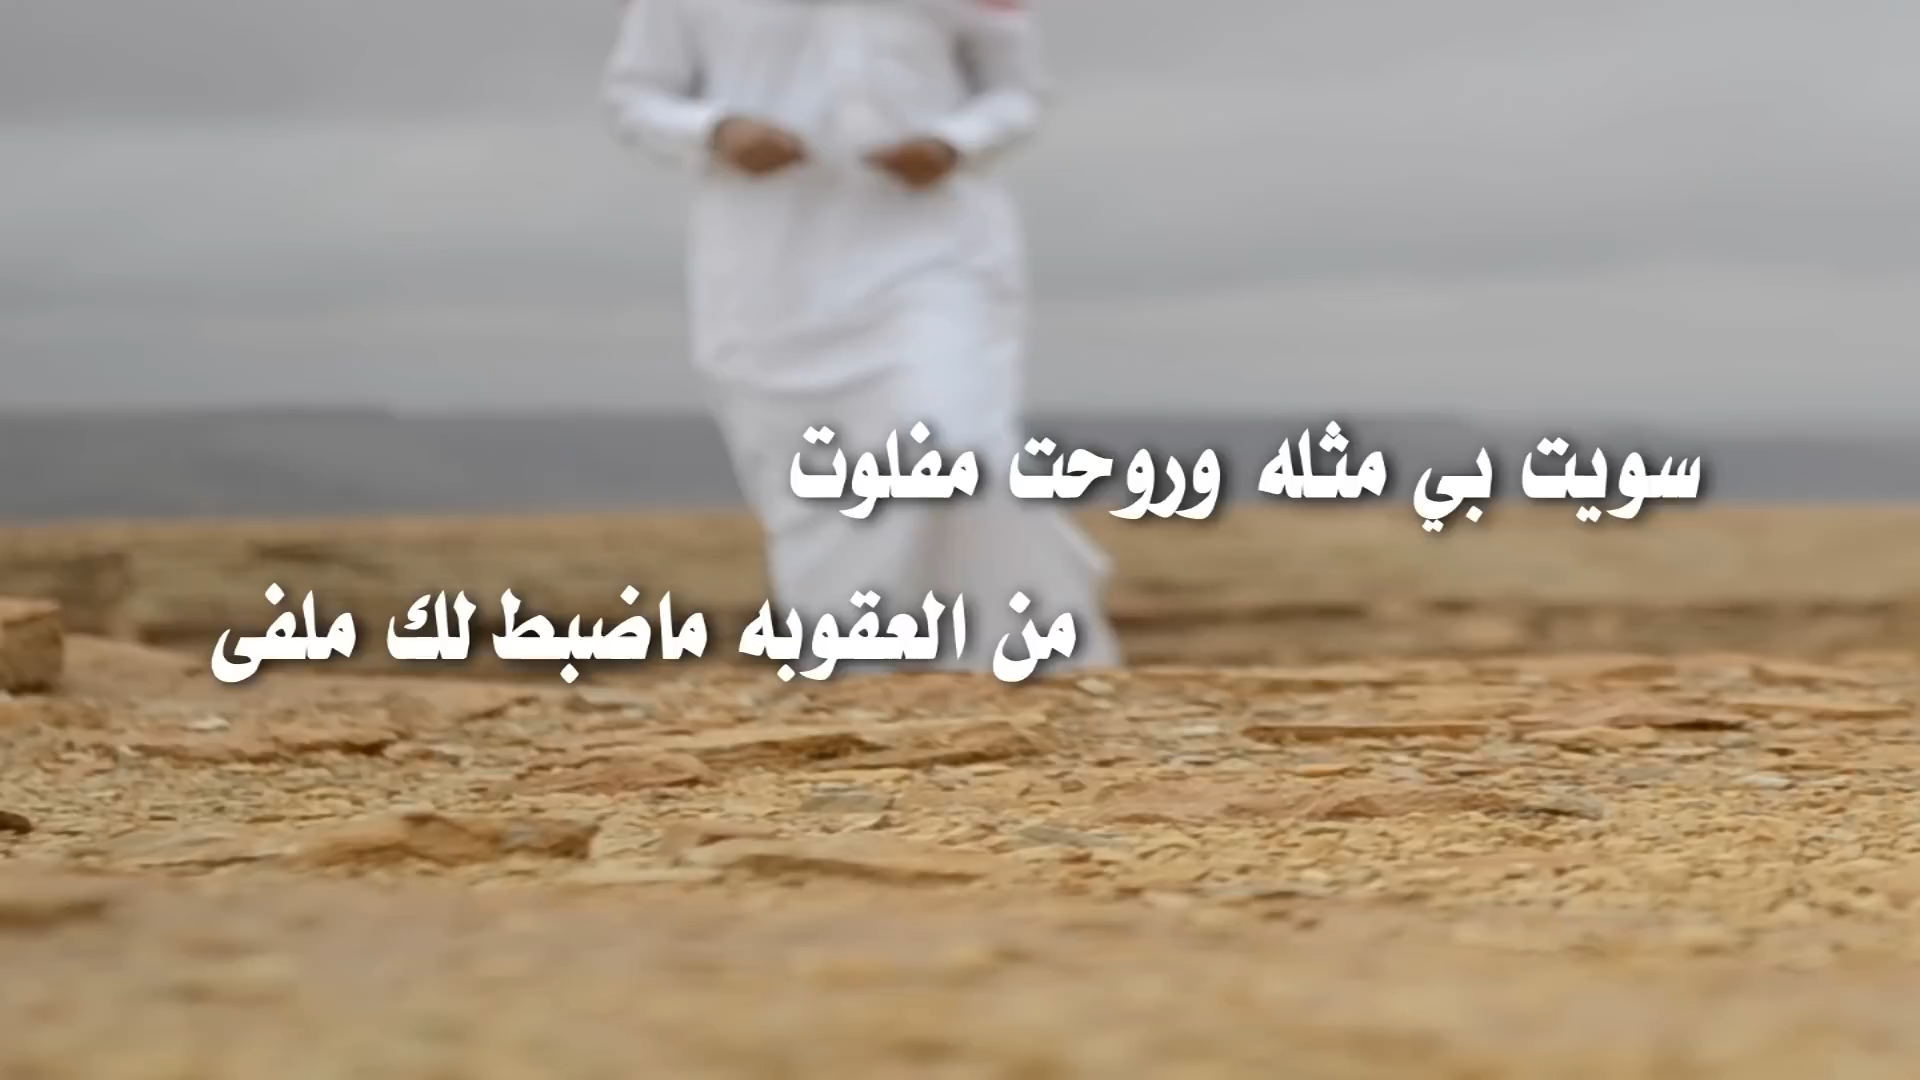 سويت بي مثله وروحت مفلوت
من العقوبه ماضبط لك ملفى